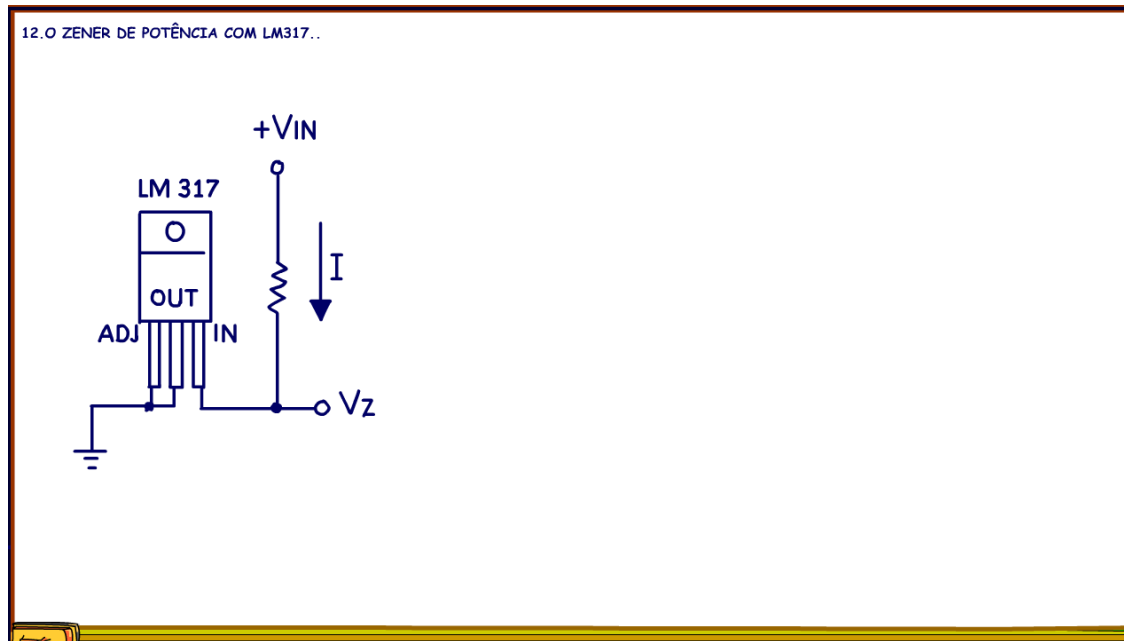 12.O ZENER DE POTÊNCIA COM LM317..
+VIN
LM 317
I
OUT
ADJ
IN
VZ